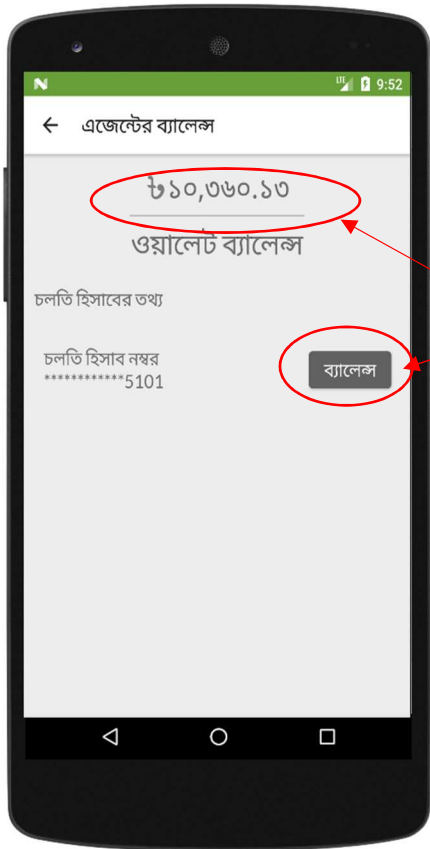 LTE 9:52
এজেন্টের ব্যালেন্স
৳১০,৩৬০.১৩
ওয়ালেট ব্যালেন্স
চলতি হিসাবের তথ্য
চলতি হিসাব নম্বর
************5101
ব্যালেন্স